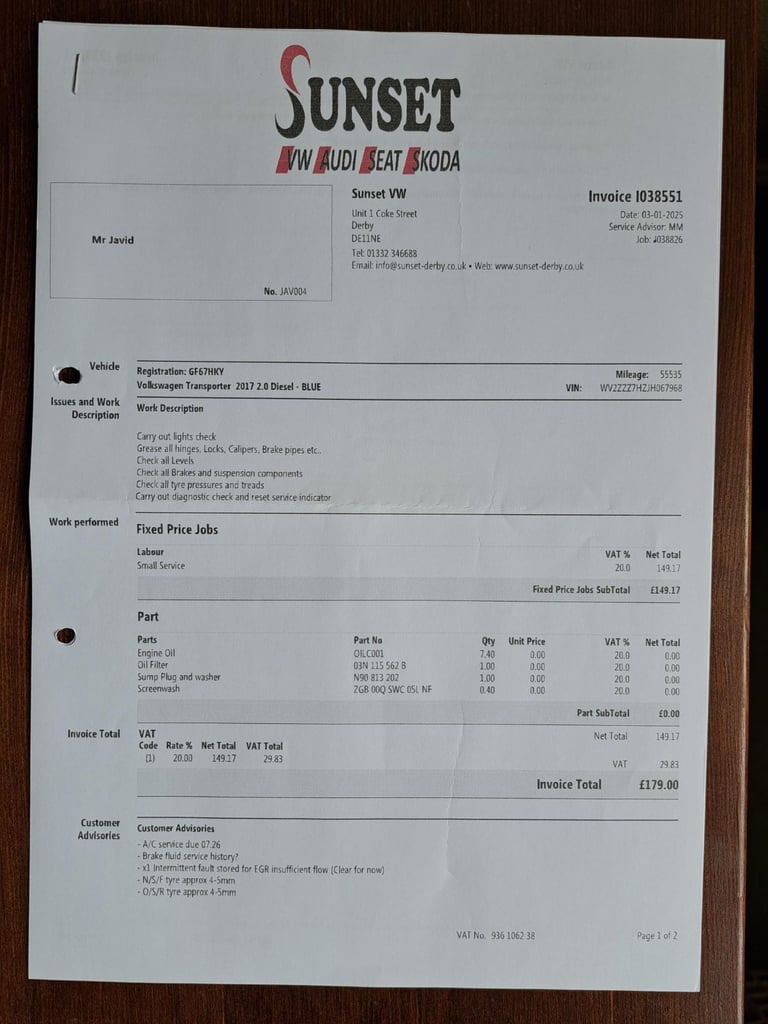 SUNSET
VW AUDI SEAT SKODA
Mr Javid
No. JAV004
Sunset VW
Unit 1 Coke Street
Derby
DE11NE
Tel: 01332 346688
Email: info@sunset-derby.co.uk • Web: www.sunset-derby.co.uk
Invoice I038551
Date: 03-01-2025
Service Advisor: MM
Job: J038826
Vehicle
Registration: GF67HKY
Mileage: 55535
Volkswagen Transporter 2017 2.0 Diesel - BLUE
VIN: WV2ZZZ7HZJH067968
Issues and Work Description
Work Description
Carry out lights check
Grease all hinges, Locks, Calipers, Brake pipes etc..
Check all Levels
Check all Brakes and suspension components
Check all tyre pressures and treads
Carry out diagnostic check and reset service indicator
Work performed
Fixed Price Jobs
Labour VAT % Net Total
Small Service 20.0 149.17
Fixed Price Jobs SubTotal £149.17
Part
Parts Part No Qty Unit Price VAT % Net Total
Engine Oil OILC001 7.40 0.00 20.0 0.00
Oil Filter 03N 115 562 B 1.00 0.00 20.0 0.00
Sump Plug and washer N90 813 202 1.00 0.00 20.0 0.00
Screenwash ZGB 00Q SWC 05L NF 0.40 0.00 20.0 0.00
Part SubTotal £0.00
Invoice Total
VAT
Code Rate % Net Total VAT Total
(1) 20.00 149.17 29.83
Net Total 149.17
VAT 29.83
Invoice Total £179.00
Customer Advisories
Customer Advisories
- A/C service due 07.26
- Brake fluid service history?
- x1 Intermittent fault stored for EGR insufficient flow (Clear for now)
- N/S/F tyre approx 4-5mm
- O/S/R tyre approx 4-5mm
VAT No. 936 1062 38
Page 1 of 2